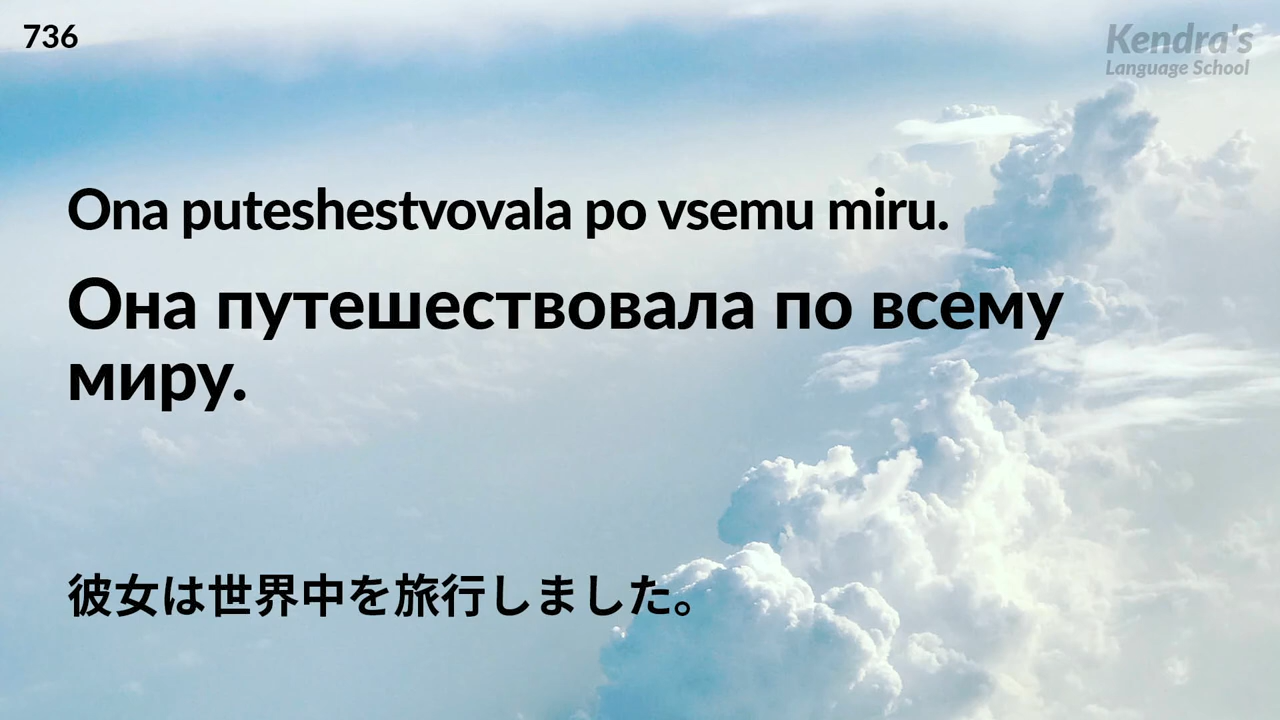 736
Kendra's
Language School
Ona puteshestvovala po vsemu miru.
Она путешествовала по всему
миру.
彼女は世界中を旅行しました。